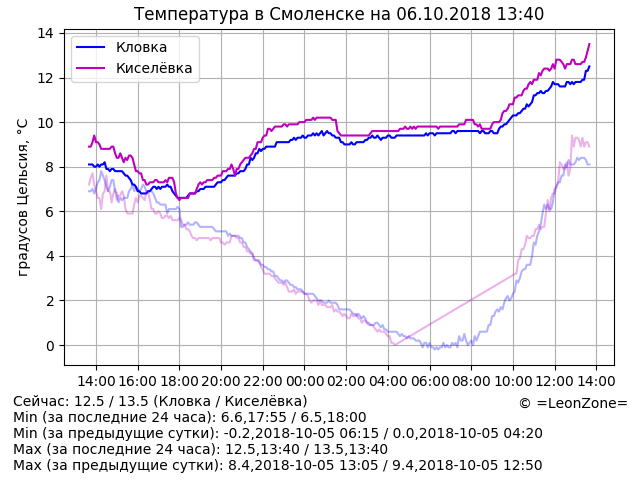 Температура в Смоленске на 06.10.2018 13:40
Кловка
Киселёвка
градусов Цельсия, °C
14
12
10
8
6
4
2
0
14:00 16:00 18:00 20:00 22:00 00:00 02:00 04:00 06:00 08:00 10:00 12:00 14:00
Сейчас: 12.5 / 13.5 (Кловка / Киселёвка)
© =LeonZone=
Min (за последние 24 часа): 6.6,17:55 / 6.5,18:00
Min (за предыдущие сутки): -0.2,2018-10-05 06:15 / 0.0,2018-10-05 04:20
Max (за последние 24 часа): 12.5,13:40 / 13.5,13:40
Max (за предыдущие сутки): 8.4,2018-10-05 13:05 / 9.4,2018-10-05 12:50